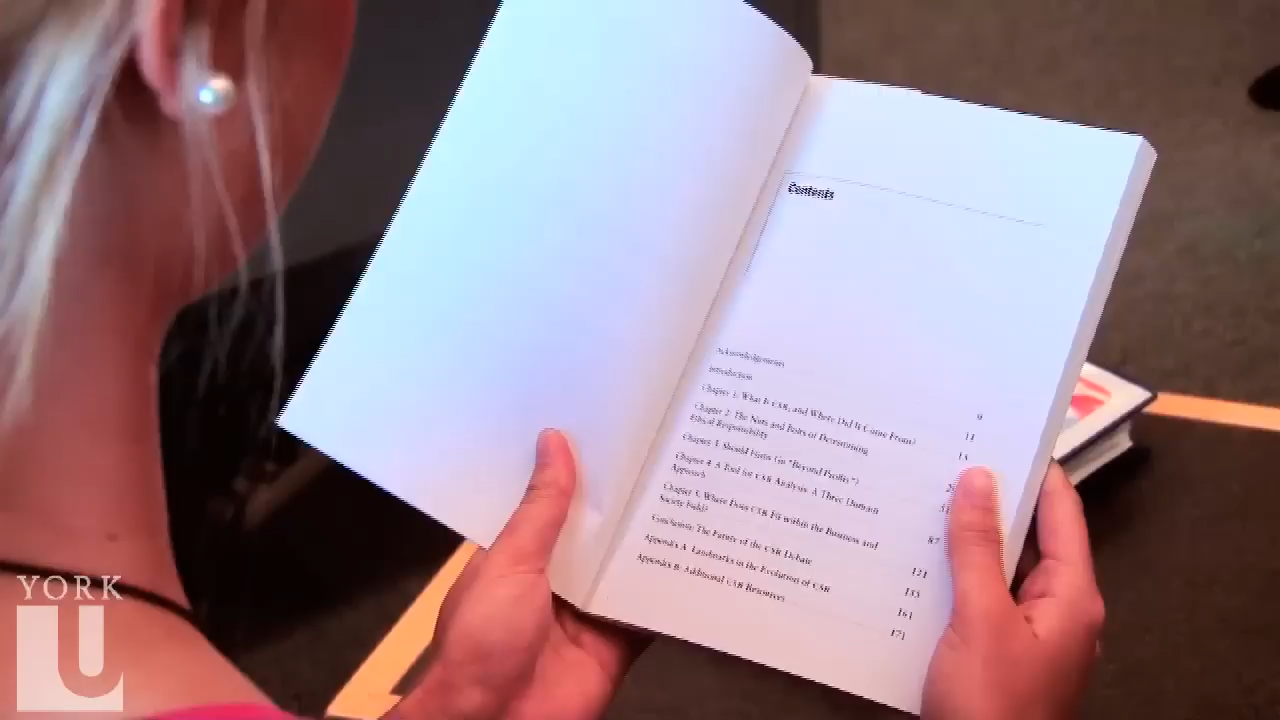 Contents
Acknowledgements 9
Introduction 11
Chapter 1: What Is CSR, and Where Did It Come From? 15
Chapter 2: The Nuts and Bolts of Determining
Ethical Responsibility
Chapter 3: Should Firms Go "Beyond Profits"?
Chapter 4: A Tool for CSR Analysis: A Three Domain
Approach 87
Chapter 5: Where Does CSR Fit within the Business and
Society Field? 121
Conclusion: The Future of the CSR Debate 155
Appendix A: Landmarks in the Evolution of CSR 161
Appendix B: Additional CSR Resources 171
YORK
U